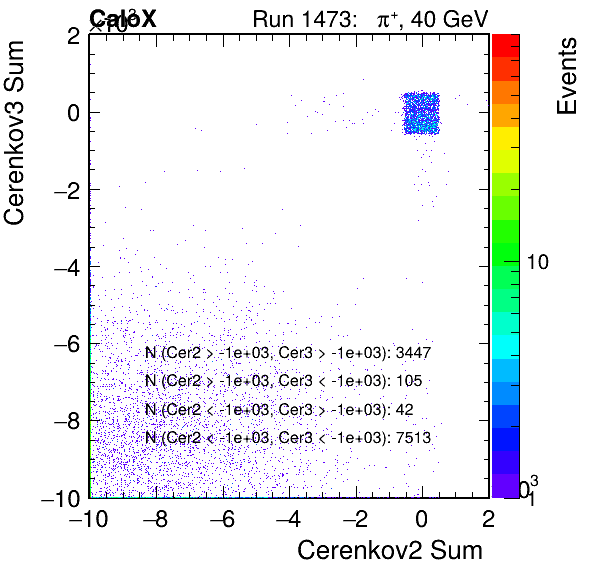 CaloX Run 1473: π+, 40 GeV
×10³
Cerenkov3 Sum
Events
2
0
−2
−4
−6
−8
−10
N (Cer2 > -1e+03, Cer3 > -1e+03): 3447
N (Cer2 > -1e+03, Cer3 < -1e+03): 105
N (Cer2 < -1e+03, Cer3 > -1e+03): 42
N (Cer2 < -1e+03, Cer3 < -1e+03): 7513
10
1
−10 −8 −6 −4 −2 0 2
Cerenkov2 Sum